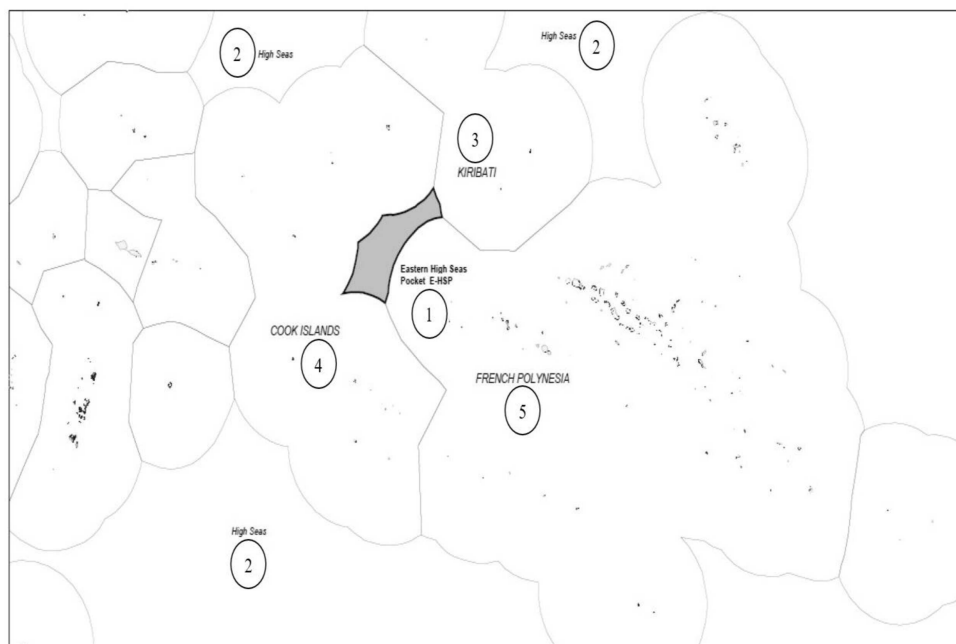 2
High Seas
High Seas
2
3
KIRIBATI
Eastern High Seas
Pocket E-HSP
1
COOK ISLANDS
4
FRENCH POLYNESIA
5
High Seas
2